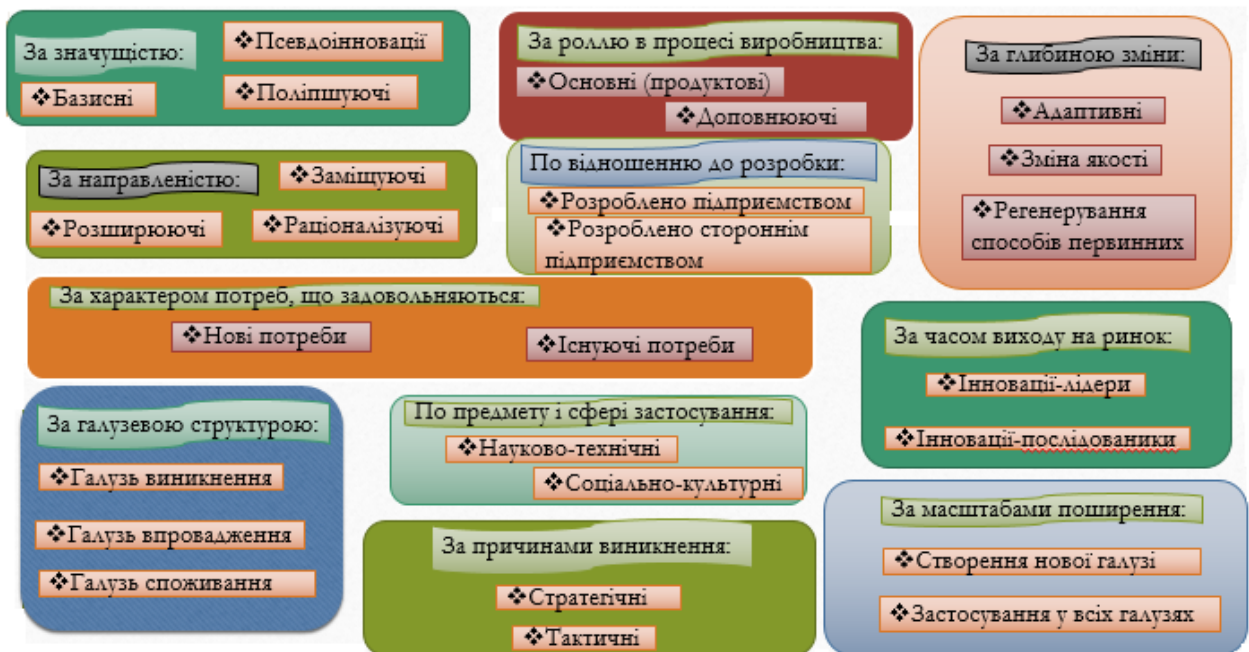 За значущістю:
❖Псевдоінновації
❖Базисні
❖Поліпшуючі
За роллю в процесі виробництва:
❖Основні (продуктові)
❖Доповнюючі
За глибиною зміни:
❖Адаптивні
❖Зміна якості
❖Регенерування
способів первинних
За направленістю:
❖Заміщуючі
❖Розширюючі
❖Раціоналізуючі
По відношенню до розробки:
❖Розроблено підприємством
❖Розроблено стороннім
підприємством
За характером потреб, що задовольняються:
❖Нові потреби
❖Існуючі потреби
За часом виходу на ринок:
❖Інновації-лідери
❖Інновації-послідованики
За галузевою структурою:
❖Галузь виникнення
❖Галузь впровадження
❖Галузь споживання
По предмету і сфері застосування:
❖Науково-технічні
❖Соціально-культурні
За причинами виникнення:
❖Стратегічні
❖Тактичні
За масштабами поширення:
❖Створення нової галузі
❖Застосування у всіх галузях